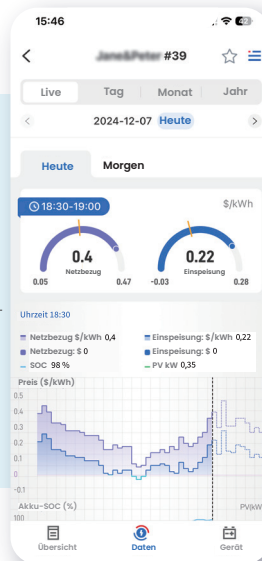 15:46
42
#39
Live Tag Monat Jahr
2024-12-07 Heute
Heute Morgen
18:30-19:00 $/kWh
0.4 0.22
Netzbezug Einspeisung
0.05 0.47 -0.03 0.28
Uhrzeit 18:30
Netzbezug $/kWh 0,4 Einspeisung: $/kWh 0,22
Netzbezug: $ 0 Einspeisung: $ 0
SOC 98 % PV kW 0,35
Preis ($/kWh)
0.5
0.4
0.3
0.2
0.1
0
-0.1
Akku-SOC (%) PV(kW
100
Übersicht Daten Gerät